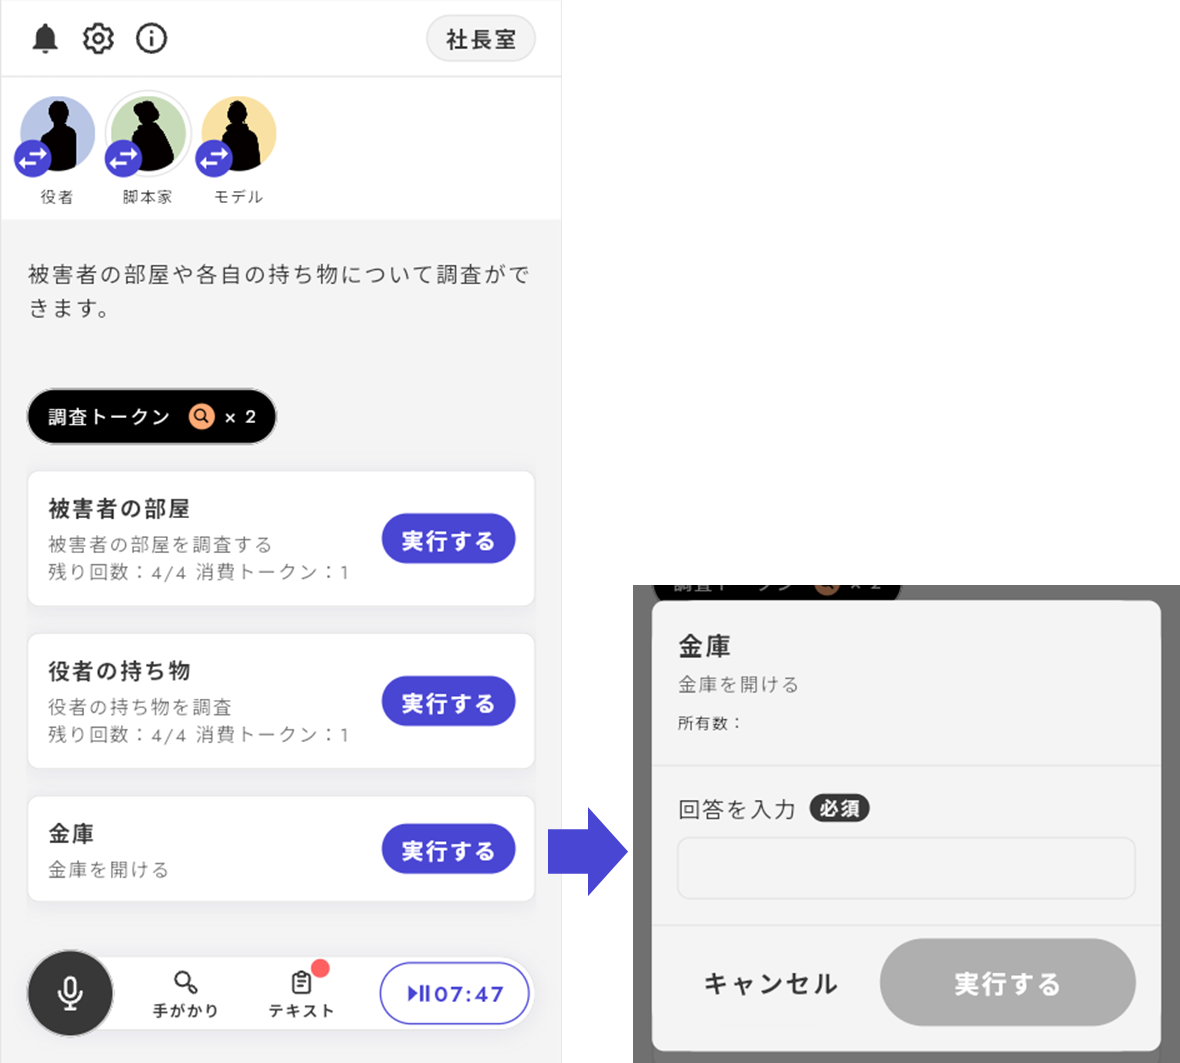 社長室
役者
脚本家
モデル
被害者の部屋や各自の持ち物について調査がで
きます。
調査トークン × 2
被害者の部屋
被害者の部屋を調査する
残り回数：4/4 消費トークン：1
実行する
役者の持ち物
役者の持ち物を調査
残り回数：4/4 消費トークン：1
実行する
金庫
金庫を開ける
実行する
手がかり
テキスト
07:47
調査トークン × 2
金庫
金庫を開ける
所有数：
回答を入力 必須
キャンセル
実行する